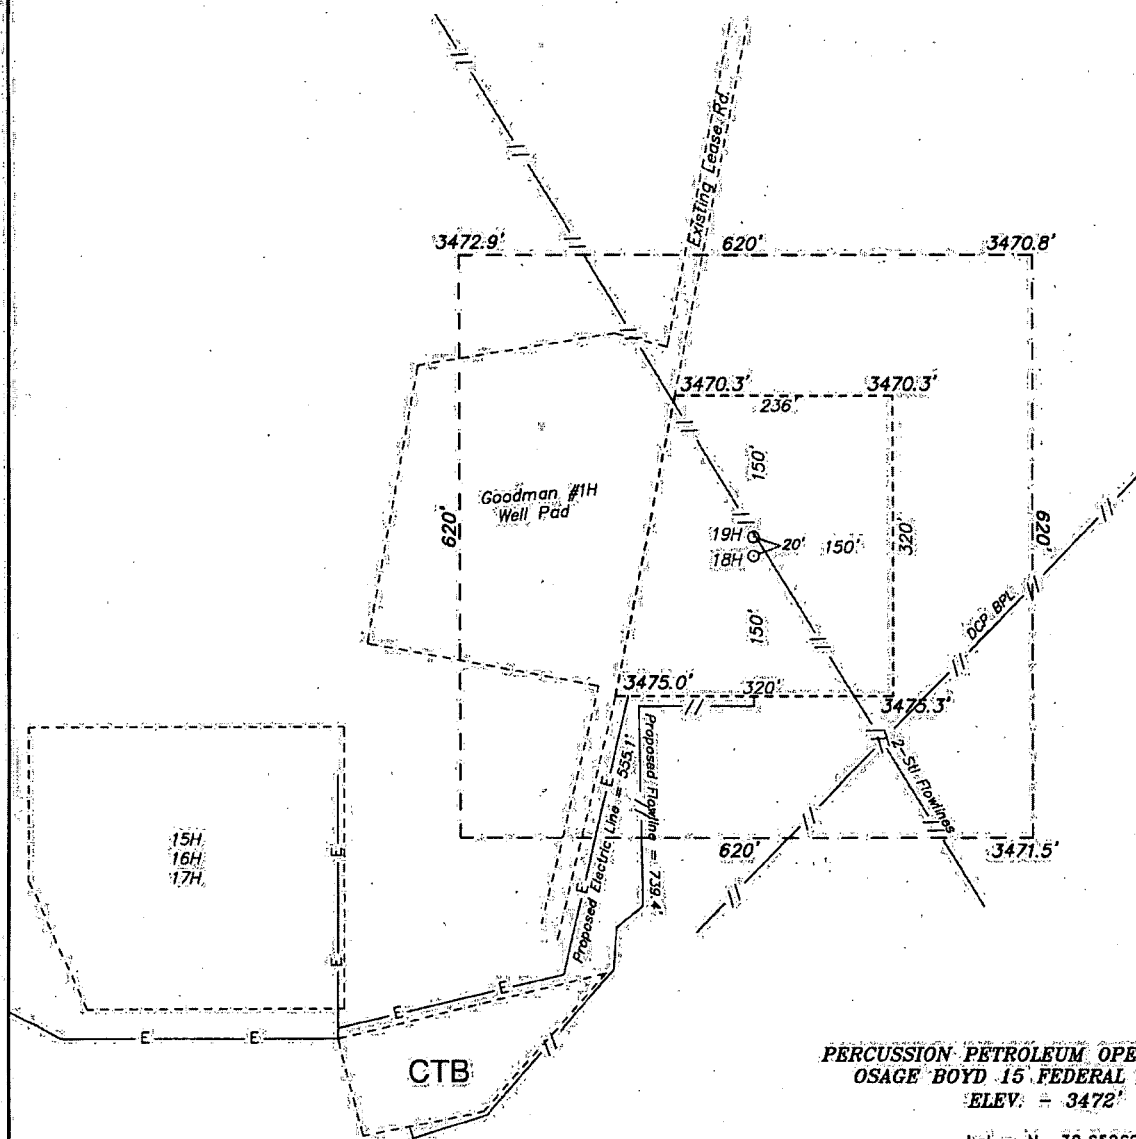 Existing Lease Rd.
3472.9'
620'
3470.8'
3470.3'
3470.3'
236'
150'
Goodman #1H
Well Pad
620'
19H
18H
20'
150'
320'
620'
150'
DCP BPL
3475.0'
320'
3475.3'
Proposed Electric Line = 555.1'
Proposed Flowline = 739.4'
2-Stl Flowlines
15H
16H
17H
E
E
E
E
620'
3471.5'
E
E
E
E
CTB
PERCUSSION PETROLEUM OPE
OSAGE BOYD 15 FEDERAL
ELEV. - 3472'